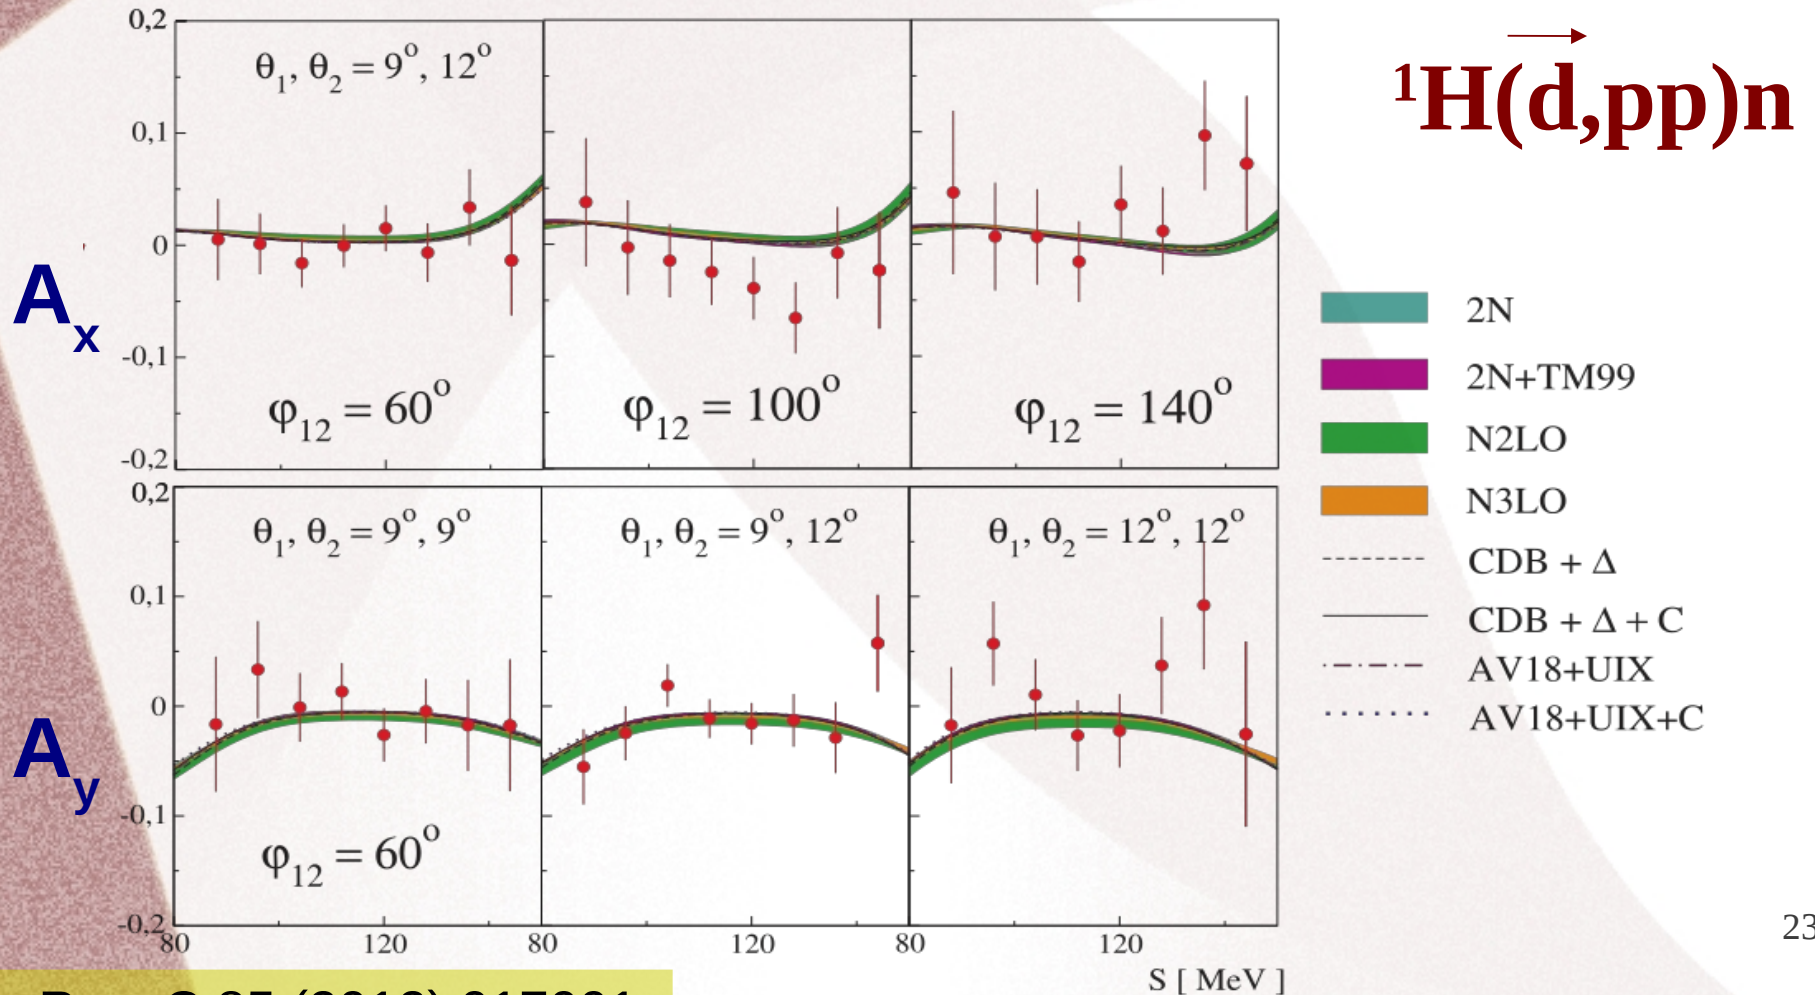 ¹H(d,pp)n
Aₓ
0,2
0,1
0
-0,1
-0,2
θ₁, θ₂ = 9°, 12°
φ₁₂ = 60°
φ₁₂ = 100°
φ₁₂ = 140°
A_y
0,2
0,1
0
-0,1
-0,2
θ₁, θ₂ = 9°, 9°
θ₁, θ₂ = 9°, 12°
θ₁, θ₂ = 12°, 12°
φ₁₂ = 60°
80 120 80 120 80 120
S [ MeV ]
2N
2N+TM99
N2LO
N3LO
CDB + Δ
CDB + Δ + C
AV18+UIX
AV18+UIX+C
23